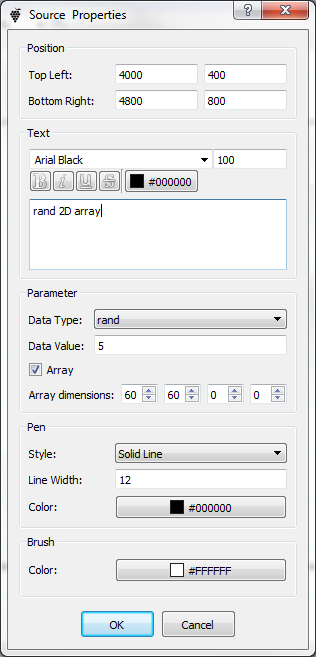 Source Properties
?
Position
Top Left: 4000 400
Bottom Right: 4800 800
Text
Arial Black 100
B i U S #000000
rand 2D array
Parameter
Data Type: rand
Data Value: 5
Array
Array dimensions: 60 60 0 0
Pen
Style: Solid Line
Line Width: 12
Color: #000000
Brush
Color: #FFFFFF
OK Cancel